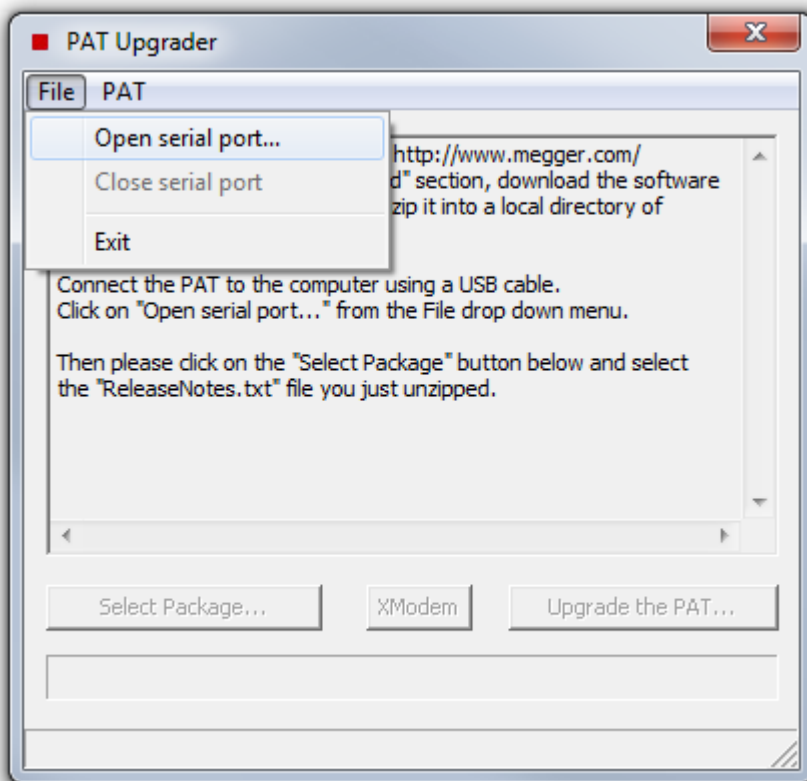 PAT Upgrader
File PAT
Open serial port...
Close serial port
Exit
http://www.megger.com/
d" section, download the software
zip it into a local directory of
Connect the PAT to the computer using a USB cable.
Click on "Open serial port..." from the File drop down menu.
Then please click on the "Select Package" button below and select
the "ReleaseNotes.txt" file you just unzipped.
Select Package... XModem Upgrade the PAT...